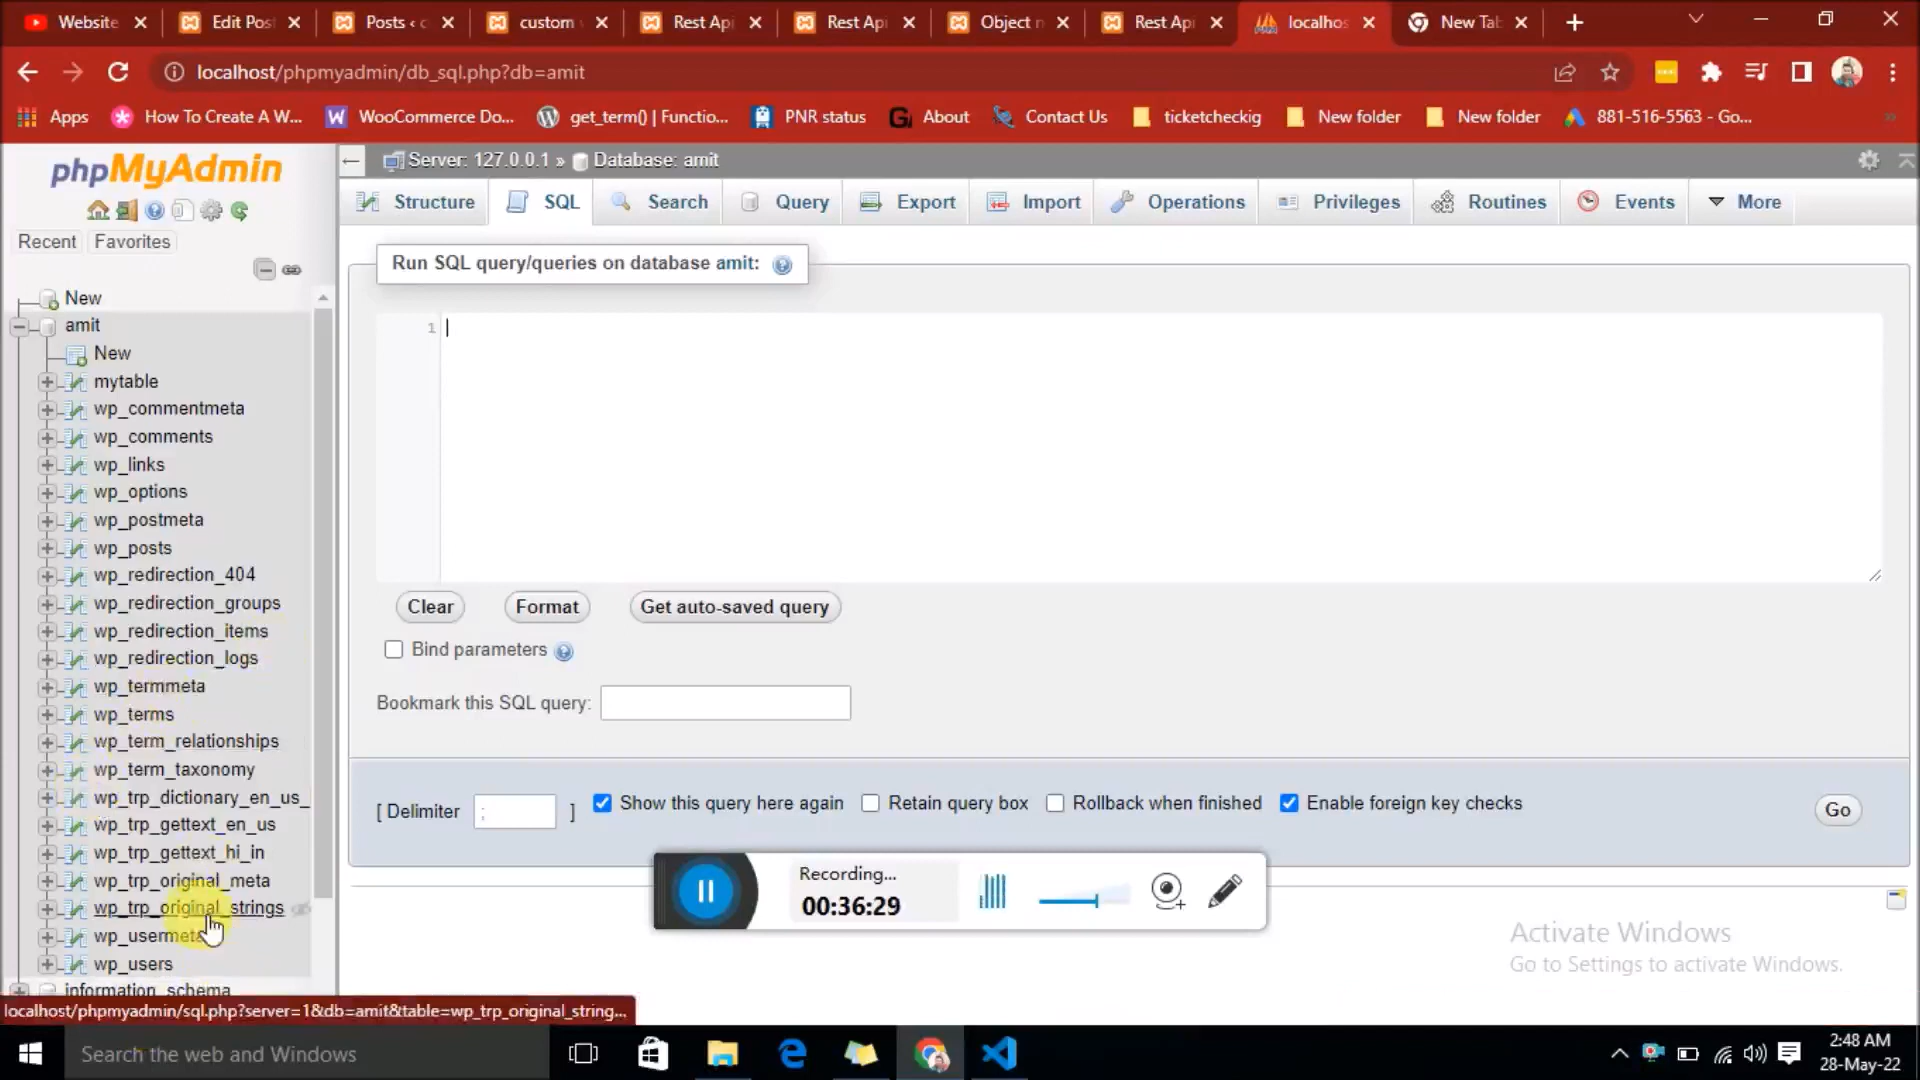 Website
Edit Pos
Posts ‹ c
custom
Rest Api
Rest Api
Object n
Rest Api
localhos
New Tab
localhost/phpmyadmin/db_sql.php?db=amit
Apps
How To Create A W...
WooCommerce Do...
get_term() | Functio...
PNR status
About
Contact Us
ticketcheckig
New folder
New folder
881-516-5563 - Go...
phpMyAdmin
Recent
Favorites
New
amit
New
mytable
wp_commentmeta
wp_comments
wp_links
wp_options
wp_postmeta
wp_posts
wp_redirection_404
wp_redirection_groups
wp_redirection_items
wp_redirection_logs
wp_termmeta
wp_terms
wp_term_relationships
wp_term_taxonomy
wp_trp_dictionary_en_us_
wp_trp_gettext_en_us
wp_trp_gettext_hi_in
wp_trp_original_meta
wp_trp_original_strings
wp_usermeta
wp_users
information_schema
Server: 127.0.0.1 » Database: amit
Structure
SQL
Search
Query
Export
Import
Operations
Privileges
Routines
Events
More
Run SQL query/queries on database amit:
1
Clear
Format
Get auto-saved query
Bind parameters
Bookmark this SQL query:
[ Delimiter ; ]
Show this query here again
Retain query box
Rollback when finished
Enable foreign key checks
Go
Recording...
00:36:29
Activate Windows
Go to Settings to activate Windows.
localhost/phpmyadmin/sql.php?server=1&db=amit&table=wp_trp_original_string...
Search the web and Windows
2:48 AM
28-May-22